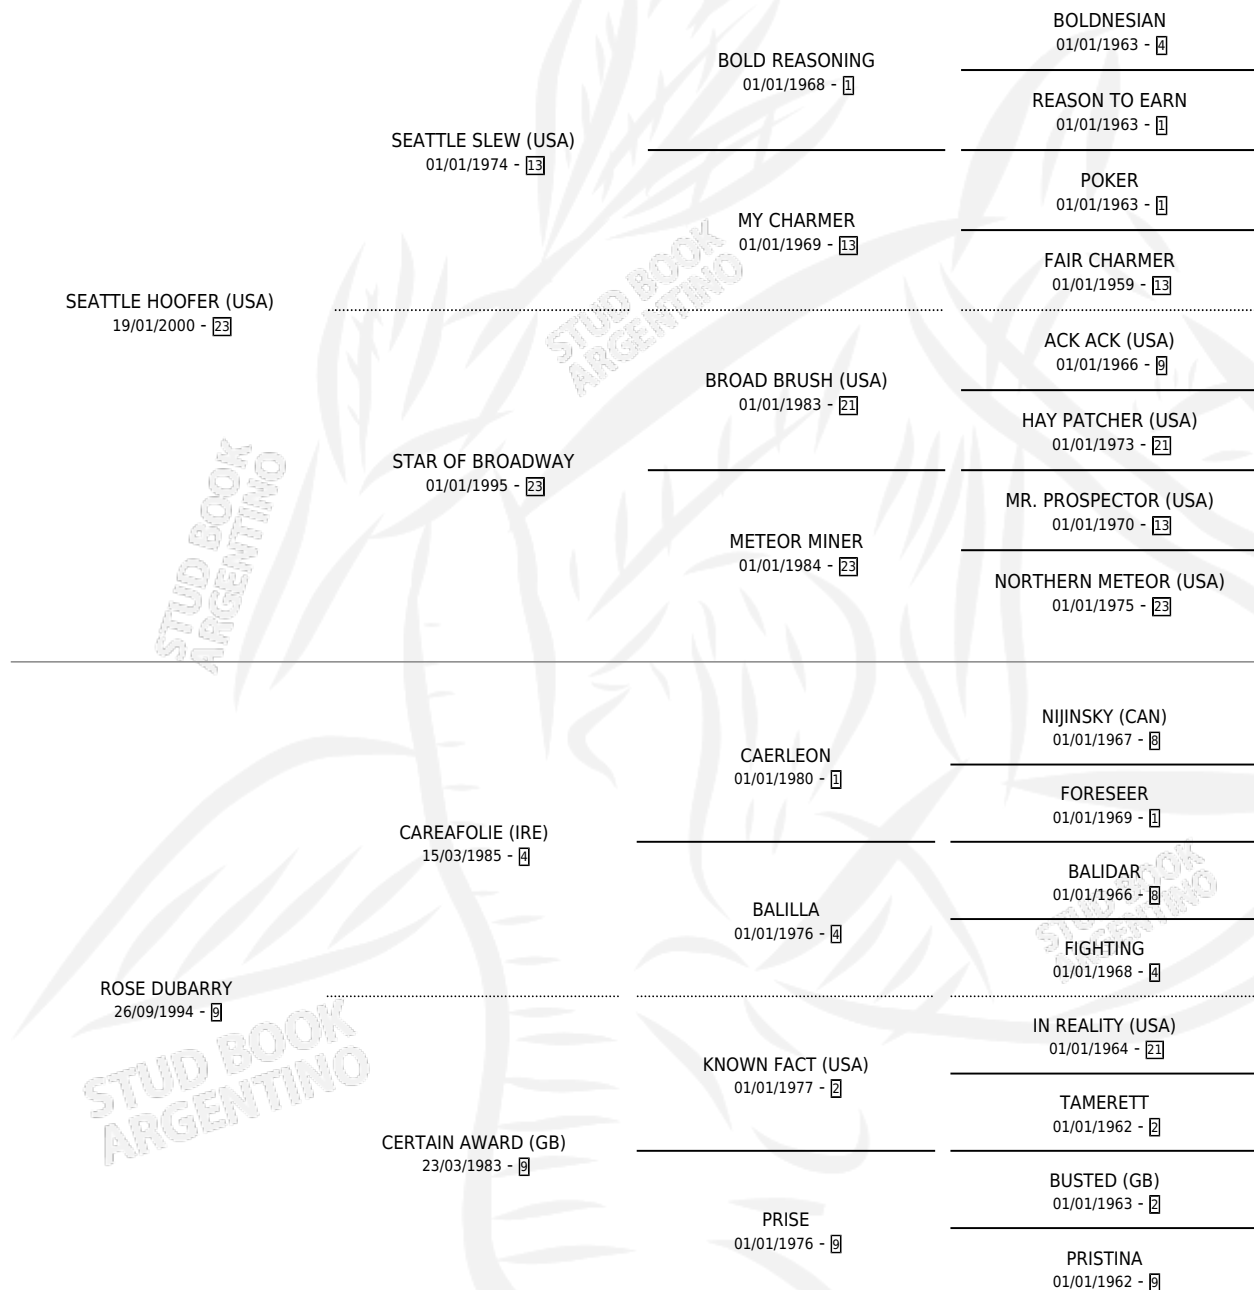 BOLDNESIAN
01/01/1963 - 4
BOLD REASONING
01/01/1968 - 1
REASON TO EARN
01/01/1963 - 1
SEATTLE SLEW (USA)
01/01/1974 - 13
POKER
01/01/1963 - 1
MY CHARMER
01/01/1969 - 13
FAIR CHARMER
01/01/1959 - 13
SEATTLE HOOFER (USA)
19/01/2000 - 23
ACK ACK (USA)
01/01/1966 - 9
BROAD BRUSH (USA)
01/01/1983 - 21
HAY PATCHER (USA)
01/01/1973 - 21
STAR OF BROADWAY
01/01/1995 - 23
MR. PROSPECTOR (USA)
01/01/1970 - 13
METEOR MINER
01/01/1984 - 23
NORTHERN METEOR (USA)
01/01/1975 - 23
NIJINSKY (CAN)
01/01/1967 - 8
CAERLEON
01/01/1980 - 1
FORESEER
01/01/1969 - 1
CAREAFOLIE (IRE)
15/03/1985 - 4
BALIDAR
01/01/1966 - 8
BALILLA
01/01/1976 - 4
FIGHTING
01/01/1968 - 4
ROSE DUBARRY
26/09/1994 - 9
IN REALITY (USA)
01/01/1964 - 21
KNOWN FACT (USA)
01/01/1977 - 2
TAMERETT
01/01/1962 - 2
CERTAIN AWARD (GB)
23/03/1983 - 9
BUSTED (GB)
01/01/1963 - 2
PRISE
01/01/1976 - 9
PRISTINA
01/01/1962 - 9
STUD BOOK
ARGENTINO
STUD BOOK
ARGENTINO
STUD BOOK
ARGENTINO
STUD BOOK
ARGENTINO